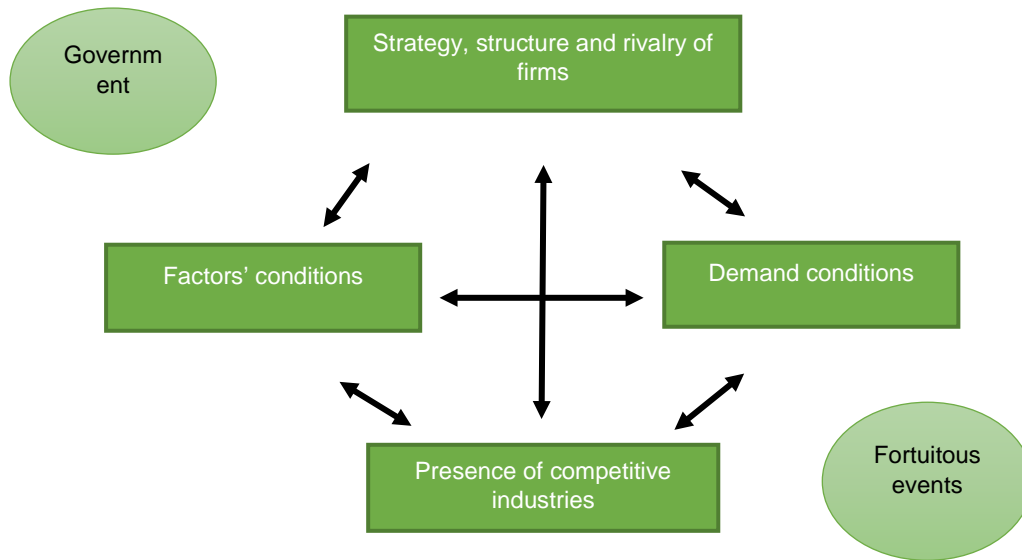 Governm
ent
Strategy, structure and rivalry of
firms
Factors’ conditions
Demand conditions
Presence of competitive
industries
Fortuitous
events